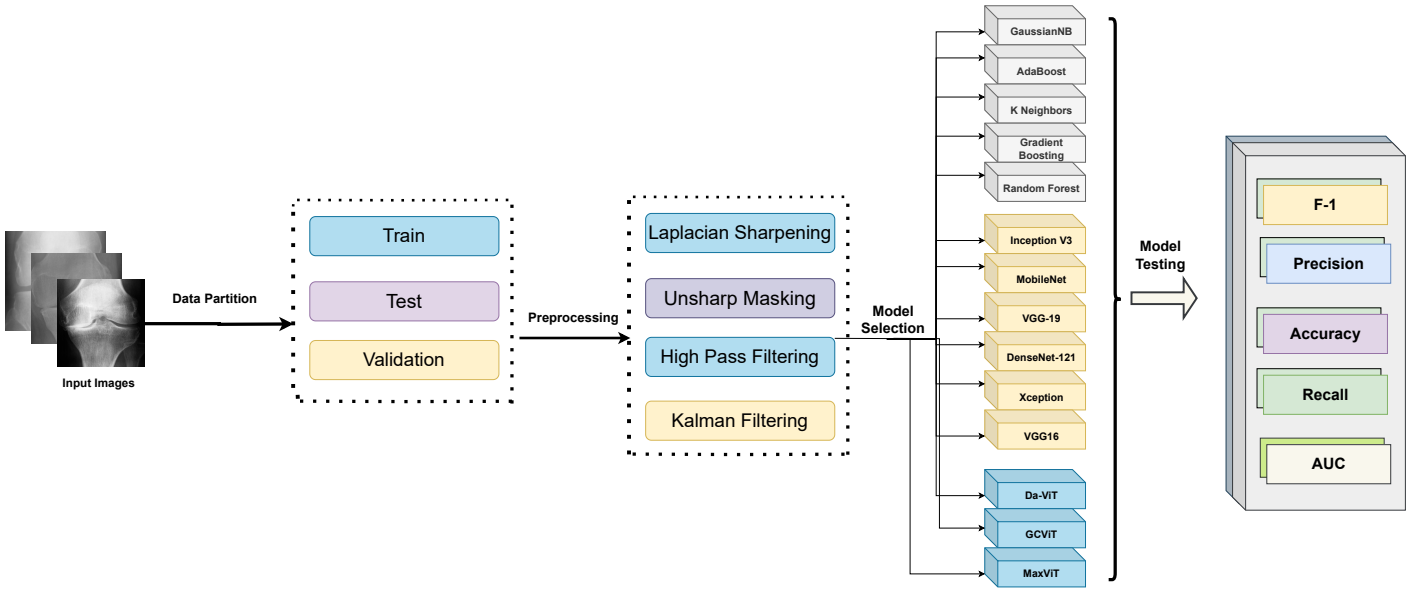 Input Images
Data Partition
Train
Test
Validation
Preprocessing
Laplacian Sharpening
Unsharp Masking
High Pass Filtering
Kalman Filtering
Model
Selection
GaussianNB
AdaBoost
K Neighbors
Gradient
Boosting
Random Forest
Inception V3
MobileNet
VGG-19
DenseNet-121
Xception
VGG16
Da-ViT
GCViT
MaxViT
Model
Testing
F-1
Precision
Accuracy
Recall
AUC